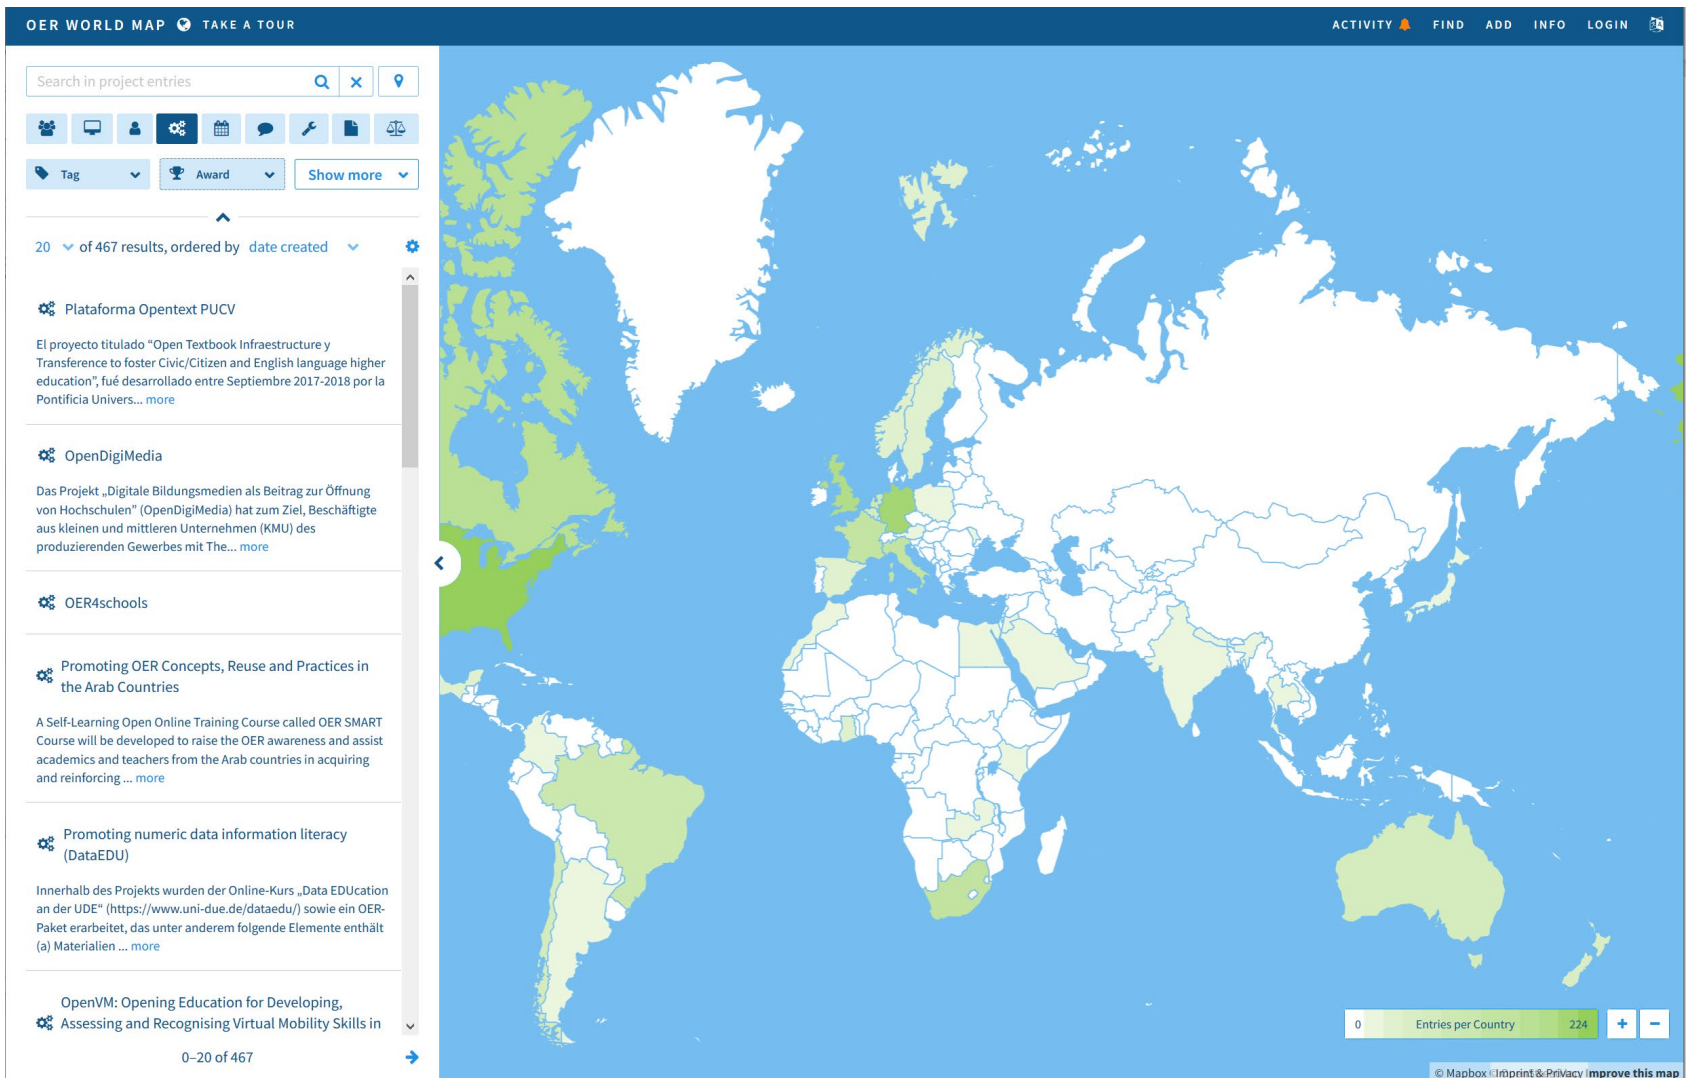 OER WORLD MAP TAKE A TOUR
ACTIVITY FIND ADD INFO LOGIN
Search in project entries
Tag
Award
Show more
20 of 467 results, ordered by date created
Plataforma Opentext PUCV
El proyecto titulado “Open Textbook Infraestructure y
Transference to foster Civic/Citizen and English language higher
education”, fué desarrollado entre Septiembre 2017-2018 por la
Pontificia Univers... more
OpenDigiMedia
Das Projekt „Digitale Bildungsmedien als Beitrag zur Öffnung
von Hochschulen” (OpenDigiMedia) hat zum Ziel, Beschäftigte
aus kleinen und mittleren Unternehmen (KMU) des
produzierenden Gewerbes mit The... more
OER4schools
Promoting OER Concepts, Reuse and Practices in
the Arab Countries
A Self-Learning Open Online Training Course called OER SMART
Course will be developed to raise the OER awareness and assist
academics and teachers from the Arab countries in acquiring
and reinforcing ... more
Promoting numeric data information literacy
(DataEDU)
Innerhalb des Projekts wurden der Online-Kurs „Data EDUcation
an der UDE“ (https://www.uni-due.de/dataedu/) sowie ein OER-
Paket erarbeitet, das unter anderem folgende Elemente enthält
(a) Materialien ... more
OpenVM: Opening Education for Developing,
Assessing and Recognising Virtual Mobility Skills in
0–20 of 467
0 Entries per Country 224
+ −
© Mapbox Imprint & Privacy Improve this map